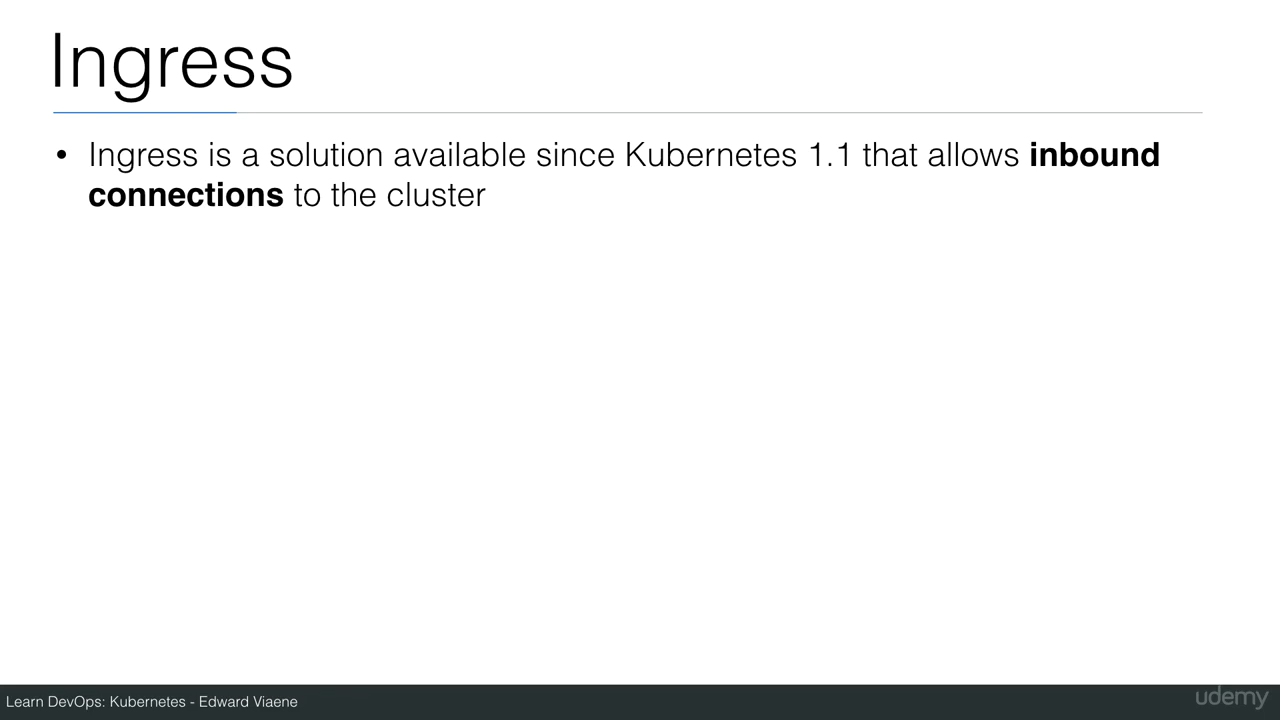 Ingress
• Ingress is a solution available since Kubernetes 1.1 that allows inbound
connections to the cluster
Learn DevOps: Kubernetes - Edward Viaene
udemy